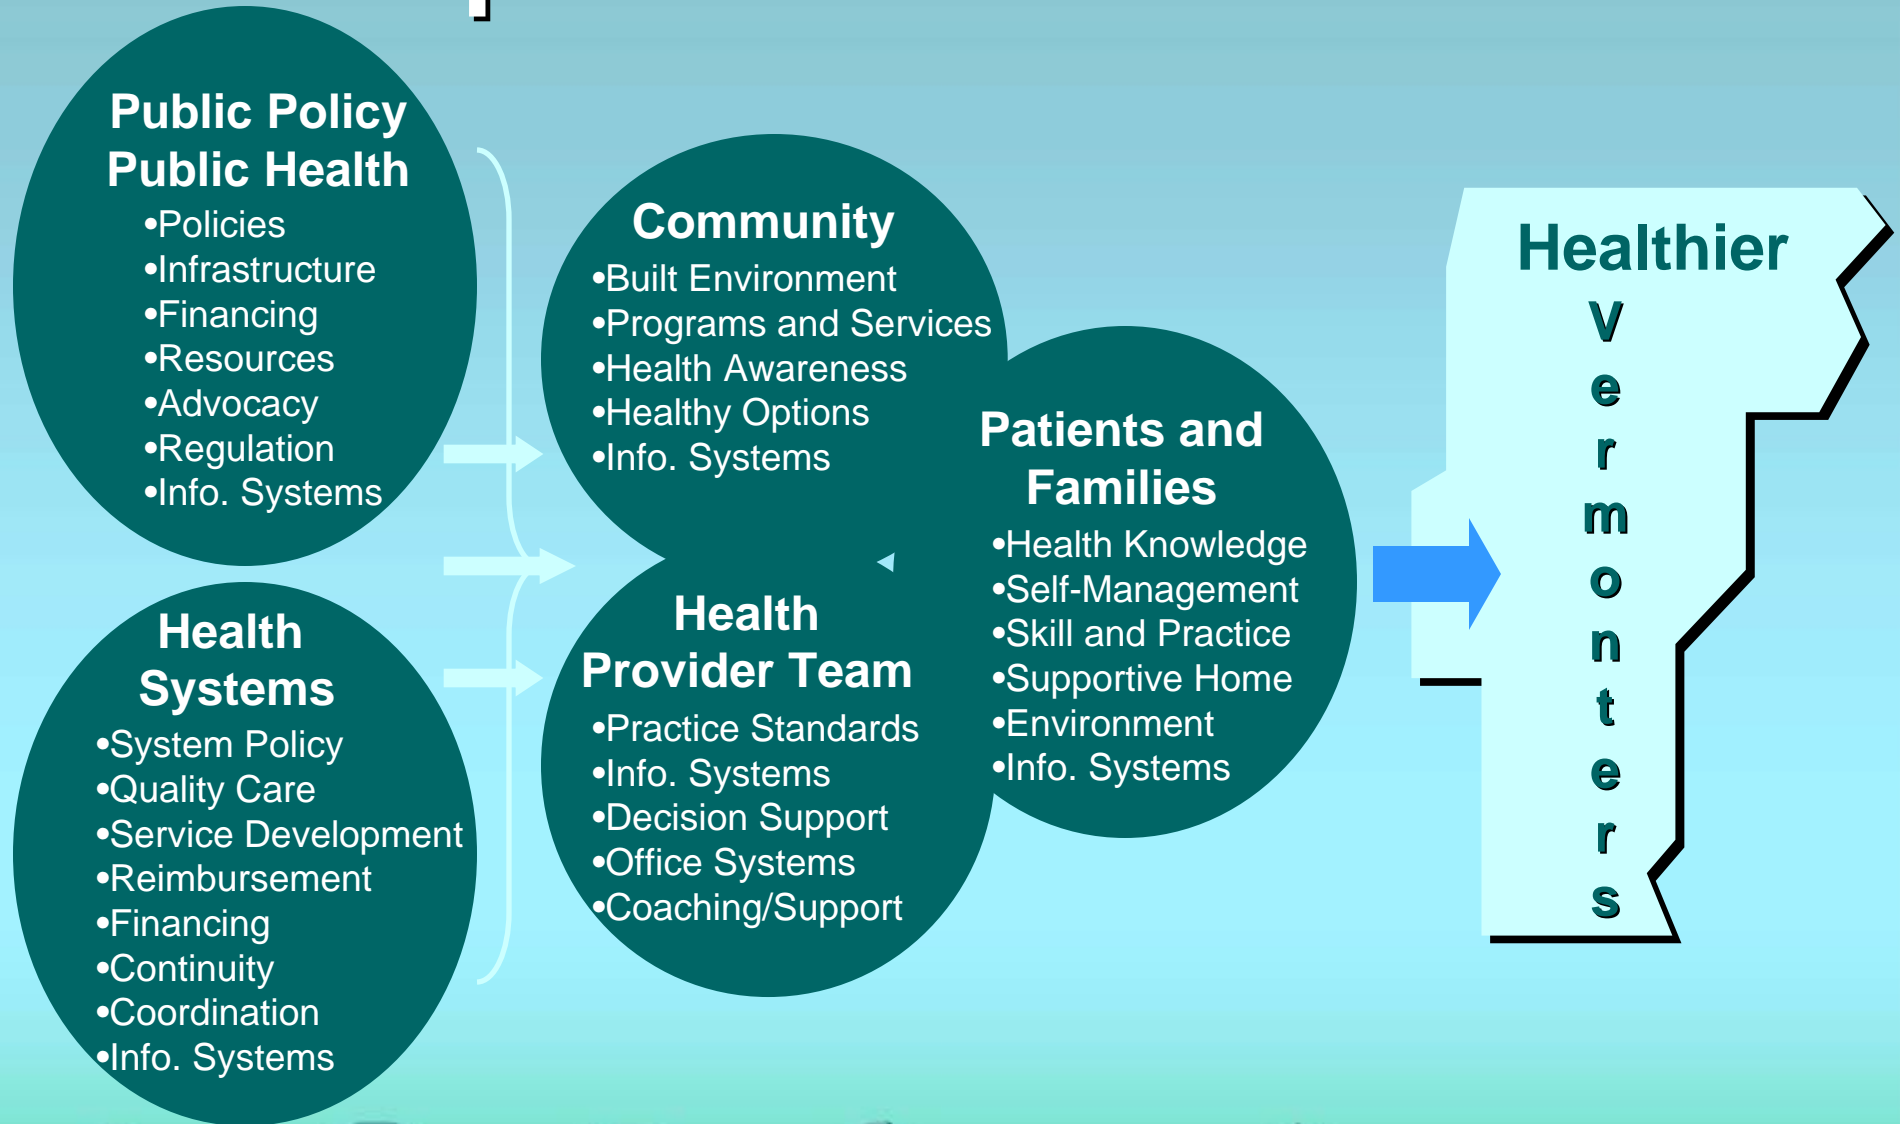 Public Policy
Public Health
•Policies
•Infrastructure
•Financing
•Resources
•Advocacy
•Regulation
•Info. Systems
Health
Systems
•System Policy
•Quality Care
•Service Development
•Reimbursement
•Financing
•Continuity
•Coordination
•Info. Systems
Community
•Built Environment
•Programs and Services
•Health Awareness
•Healthy Options
•Info. Systems
Health
Provider Team
•Practice Standards
•Info. Systems
•Decision Support
•Office Systems
•Coaching/Support
Patients and
Families
•Health Knowledge
•Self-Management
•Skill and Practice
•Supportive Home
•Environment
•Info. Systems
Healthier
V
e
r
m
o
n
t
e
r
s